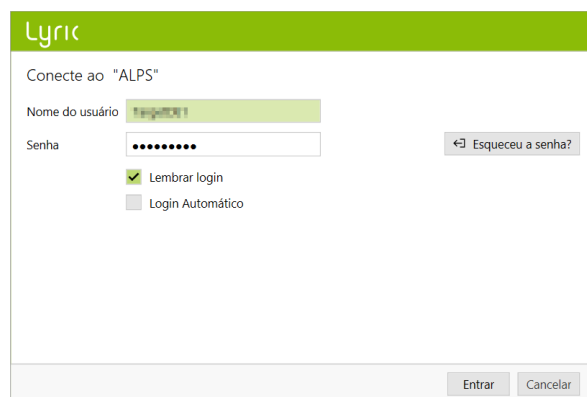 Lyric
Conecte ao "ALPS"
Nome do usuário
Senha ●●●●●●●●● Esqueceu a senha?
Lembrar login
Login Automático
Entrar Cancelar